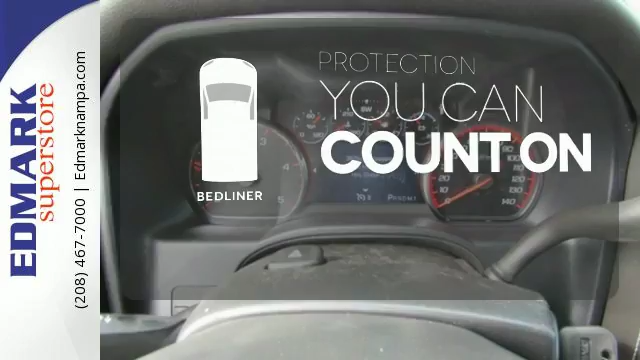 EDMARK
superstore
(208) 467-7000 | Edmarknampa.com
PROTECTION
YOU CAN
COUNT ON
BEDLINER